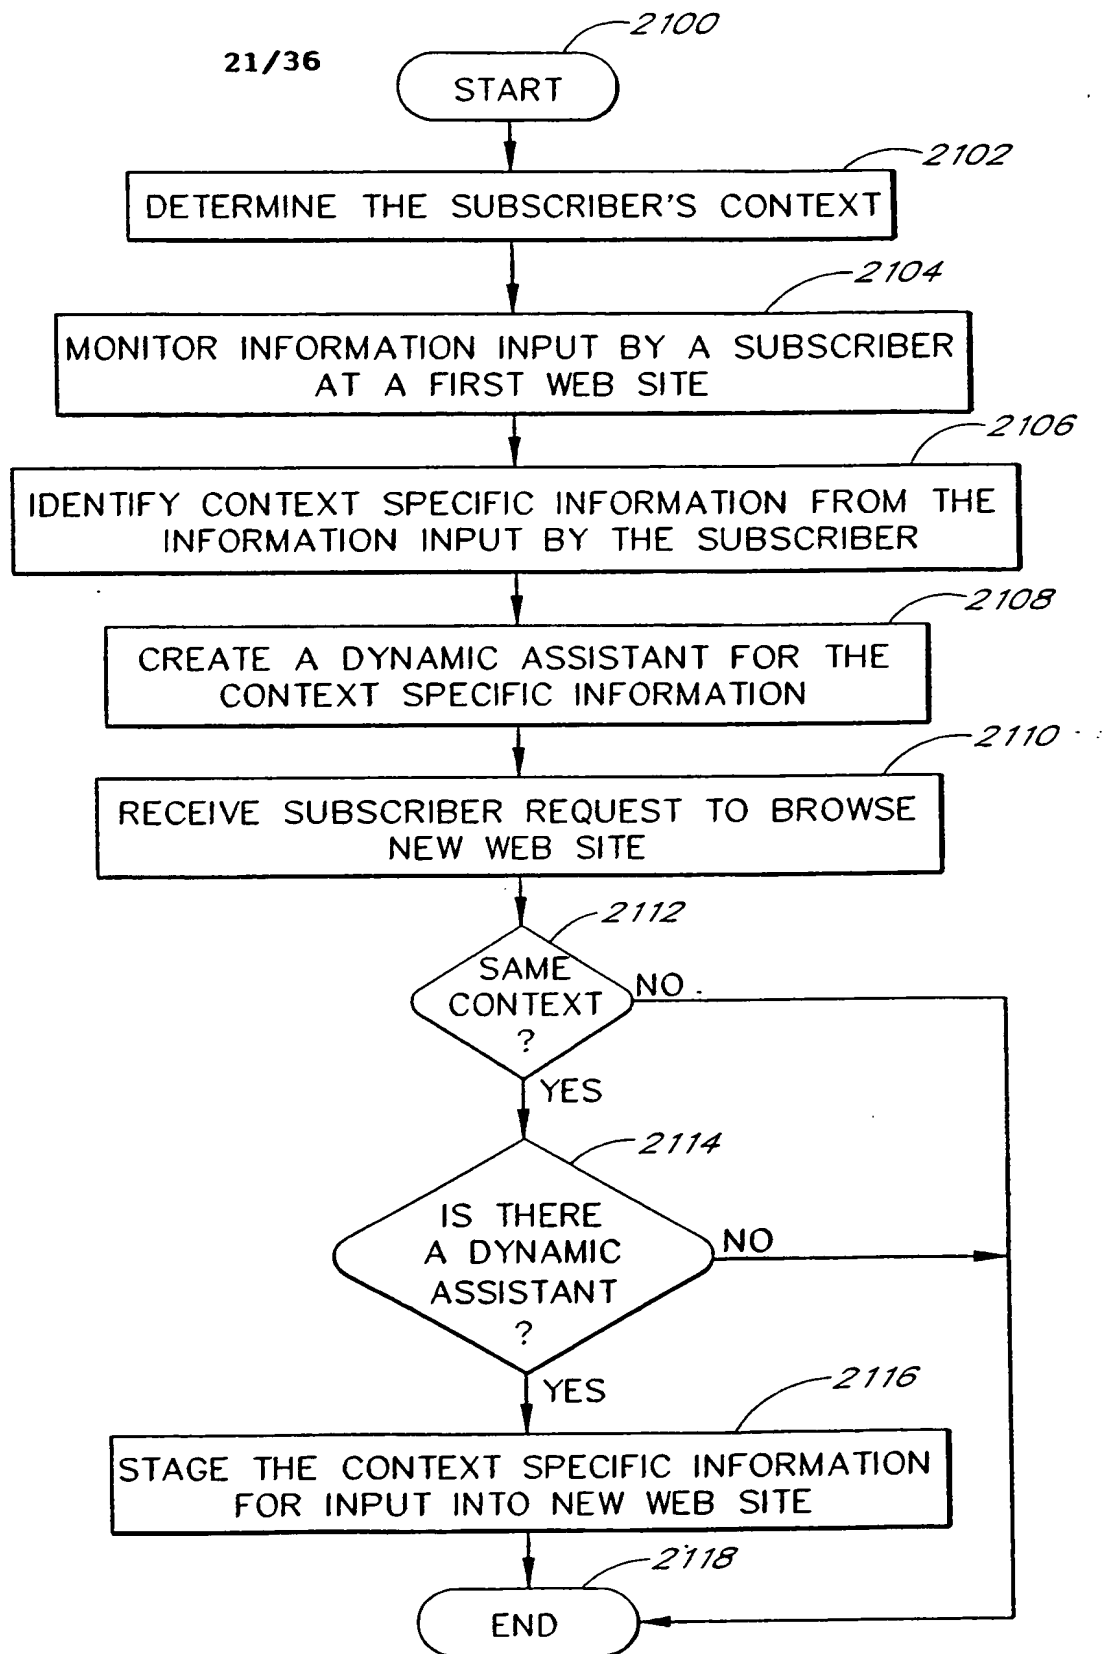 2100
21/36
START
2102
DETERMINE THE SUBSCRIBER'S CONTEXT
2104
MONITOR INFORMATION INPUT BY A SUBSCRIBER
AT A FIRST WEB SITE
2106
IDENTIFY CONTEXT SPECIFIC INFORMATION FROM THE
INFORMATION INPUT BY THE SUBSCRIBER
2108
CREATE A DYNAMIC ASSISTANT FOR THE
CONTEXT SPECIFIC INFORMATION
2110
RECEIVE SUBSCRIBER REQUEST TO BROWSE
NEW WEB SITE
2112
SAME
CONTEXT
?
NO
YES
2114
IS THERE
A DYNAMIC
ASSISTANT
?
NO
YES
2116
STAGE THE CONTEXT SPECIFIC INFORMATION
FOR INPUT INTO NEW WEB SITE
2118
END